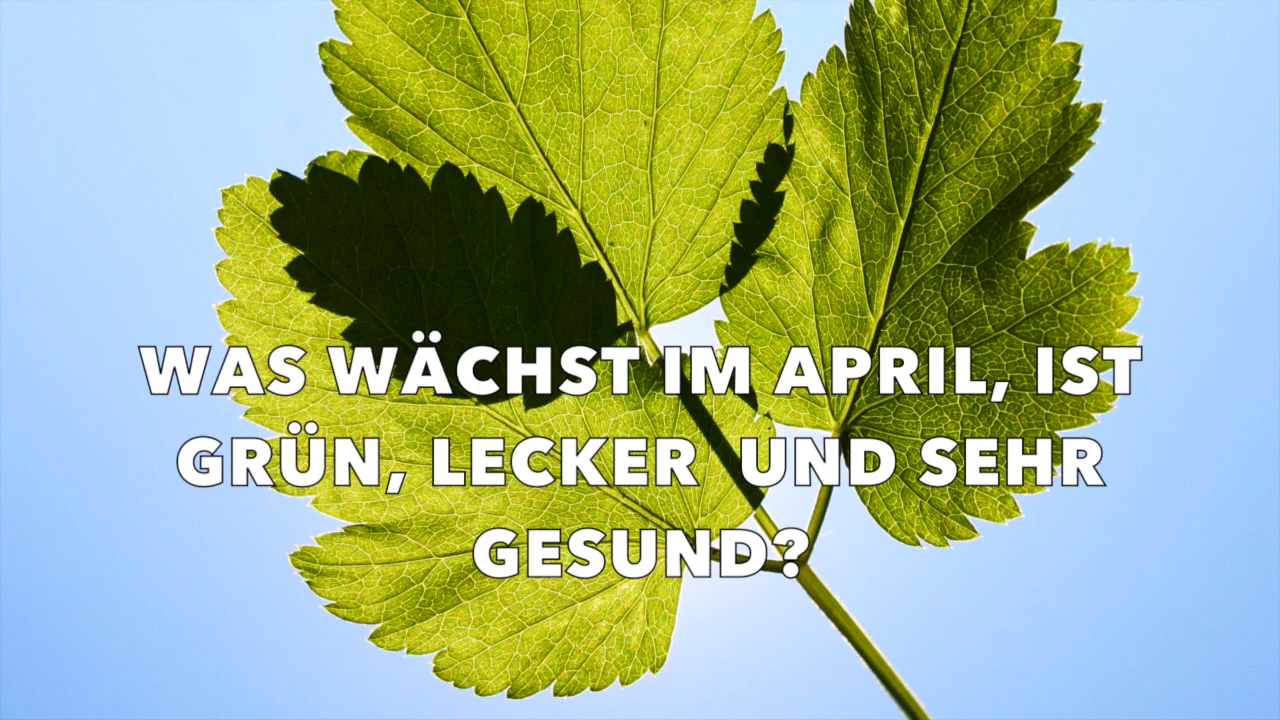 WAS WÄCHST IM APRIL, IST
GRÜN, LECKER UND SEHR
GESUND?